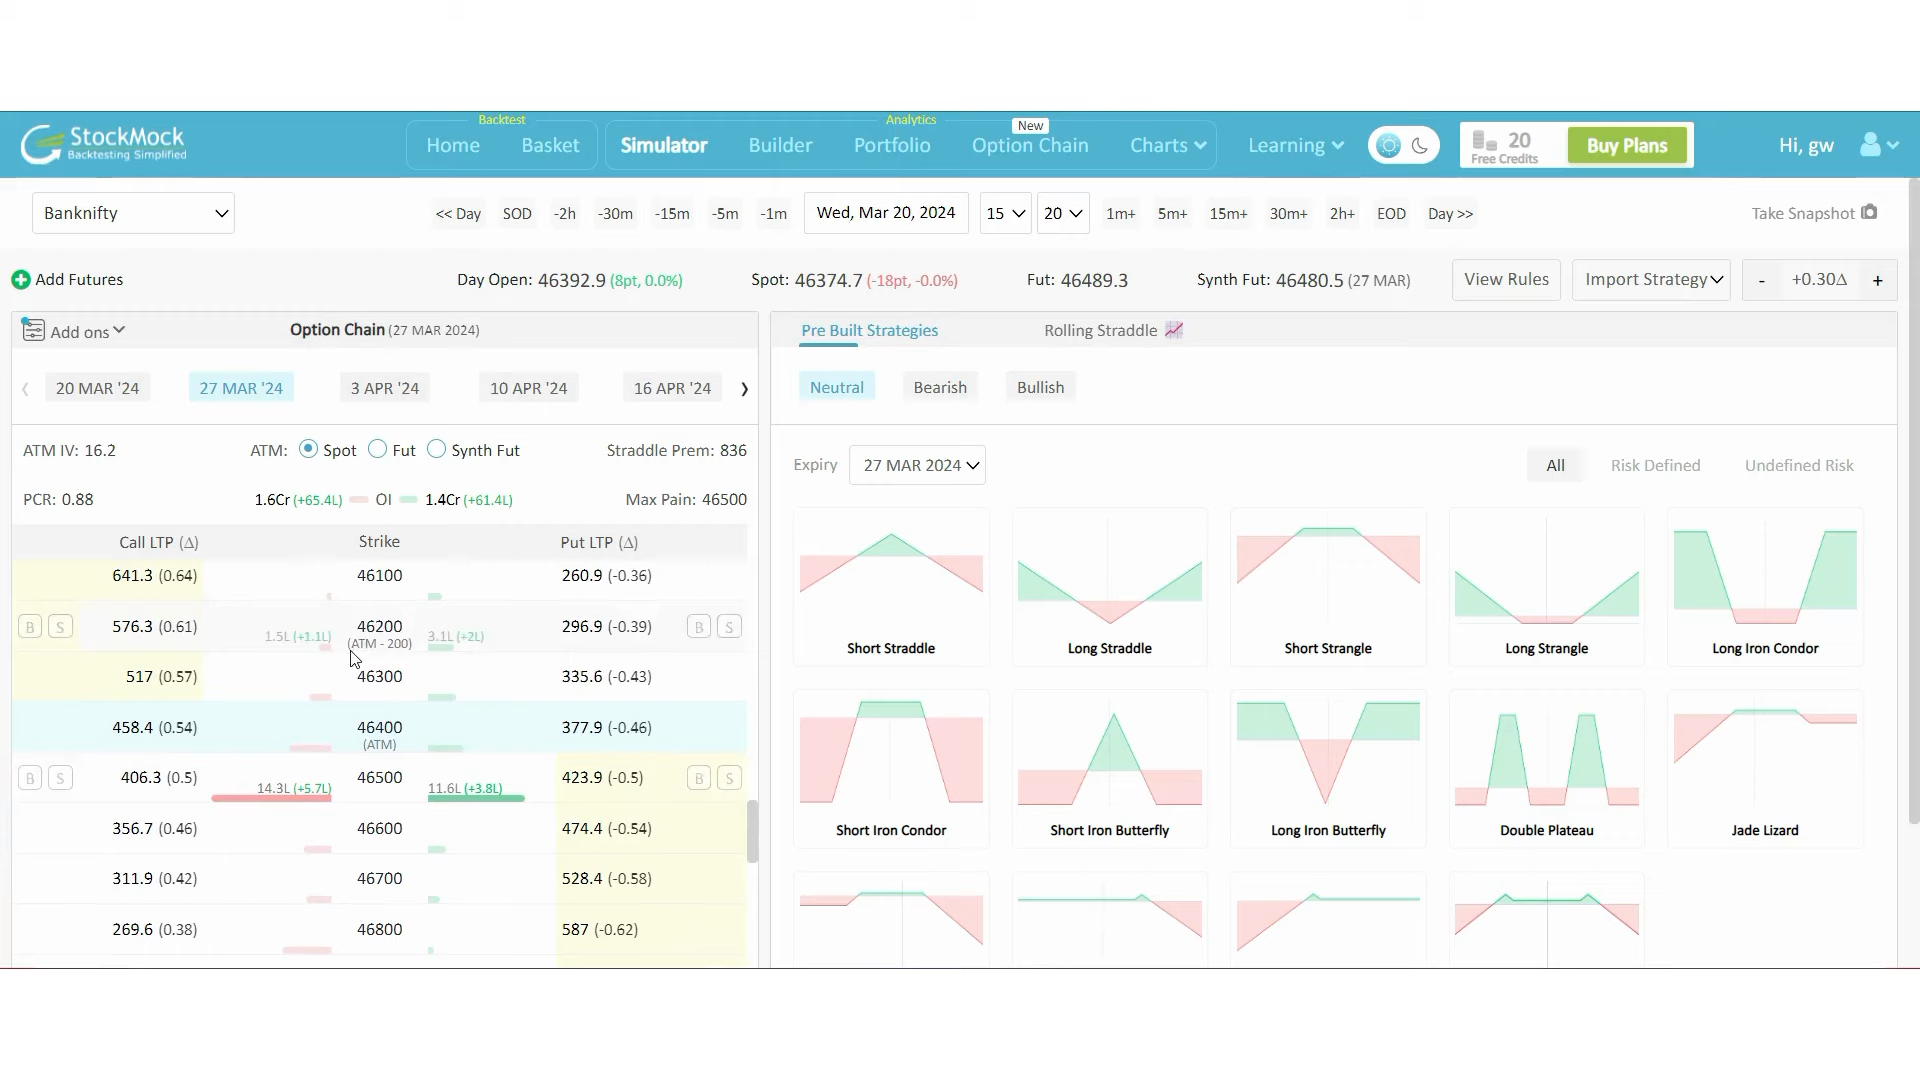 StockMock
Backtesting Simplified
Backtest
Home Basket
Analytics
Simulator Builder Portfolio Option Chain Charts
New
Learning
20
Free Credits
Buy Plans
Hi, gw
Banknifty
<< Day SOD -2h -30m -15m -5m -1m Wed, Mar 20, 2024 15 20 1m+ 5m+ 15m+ 30m+ 2h+ EOD Day >>
Take Snapshot
Add Futures
Day Open: 46392.9 (8pt, 0.0%) Spot: 46374.7 (-18pt, -0.0%) Fut: 46489.3 Synth Fut: 46480.5 (27 MAR)
View Rules Import Strategy - +0.30Δ +
Add ons Option Chain (27 MAR 2024)
20 MAR '24 27 MAR '24 3 APR '24 10 APR '24 16 APR '24
ATM IV: 16.2 ATM: Spot Fut Synth Fut Straddle Prem: 836
PCR: 0.88 1.6Cr (+65.4L) OI 1.4Cr (+61.4L) Max Pain: 46500
Call LTP (Δ) Strike Put LTP (Δ)
641.3 (0.64) 46100 260.9 (-0.36)
B S 576.3 (0.61) 1.5L (+1.1L) 46200 3.1L (+2L) 296.9 (-0.39) B S
(ATM - 200)
517 (0.57) 46300 335.6 (-0.43)
458.4 (0.54) 46400 377.9 (-0.46)
(ATM)
B S 406.3 (0.5) 14.3L (+5.7L) 46500 11.6L (+3.8L) 423.9 (-0.5) B S
356.7 (0.46) 46600 474.4 (-0.54)
311.9 (0.42) 46700 528.4 (-0.58)
269.6 (0.38) 46800 587 (-0.62)
Pre Built Strategies Rolling Straddle
Neutral Bearish Bullish
Expiry 27 MAR 2024 All Risk Defined Undefined Risk
Short Straddle Long Straddle Short Strangle Long Strangle Long Iron Condor
Short Iron Condor Short Iron Butterfly Long Iron Butterfly Double Plateau Jade Lizard